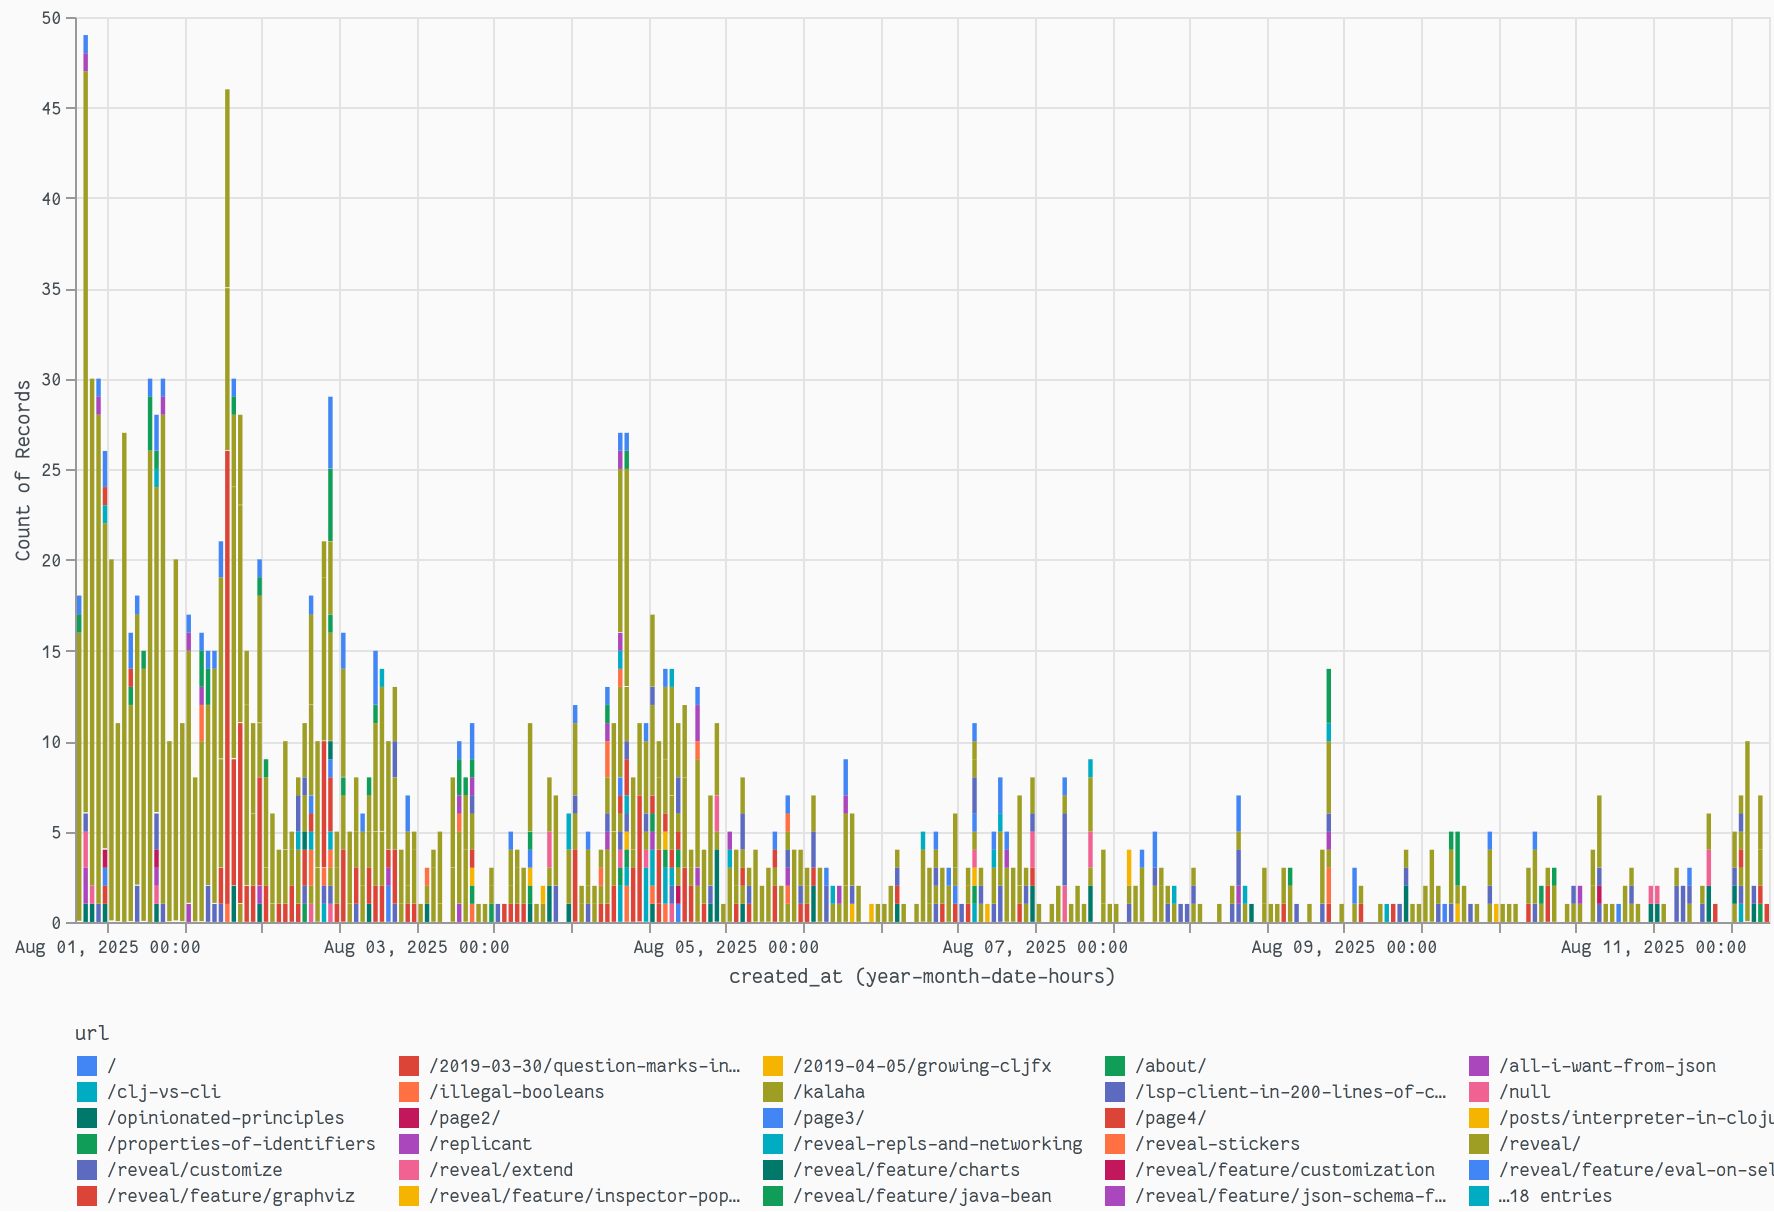 50
45
40
35
30
25
20
15
10
5
0
Count of Records
Aug 01, 2025 00:00 Aug 03, 2025 00:00 Aug 05, 2025 00:00 Aug 07, 2025 00:00 Aug 09, 2025 00:00 Aug 11, 2025 00:00
created_at (year-month-date-hours)
url
/ /2019-03-30/question-marks-in… /2019-04-05/growing-cljfx /about/ /all-i-want-from-json
/clj-vs-cli /illegal-booleans /kalaha /lsp-client-in-200-lines-of-c… /null
/opinionated-principles /page2/ /page3/ /page4/ /posts/interpreter-in-cloju
/properties-of-identifiers /replicant /reveal-repls-and-networking /reveal-stickers /reveal/
/reveal/customize /reveal/extend /reveal/feature/charts /reveal/feature/customization /reveal/feature/eval-on-sel
/reveal/feature/graphviz /reveal/feature/inspector-pop… /reveal/feature/java-bean /reveal/feature/json-schema-f… …18 entries